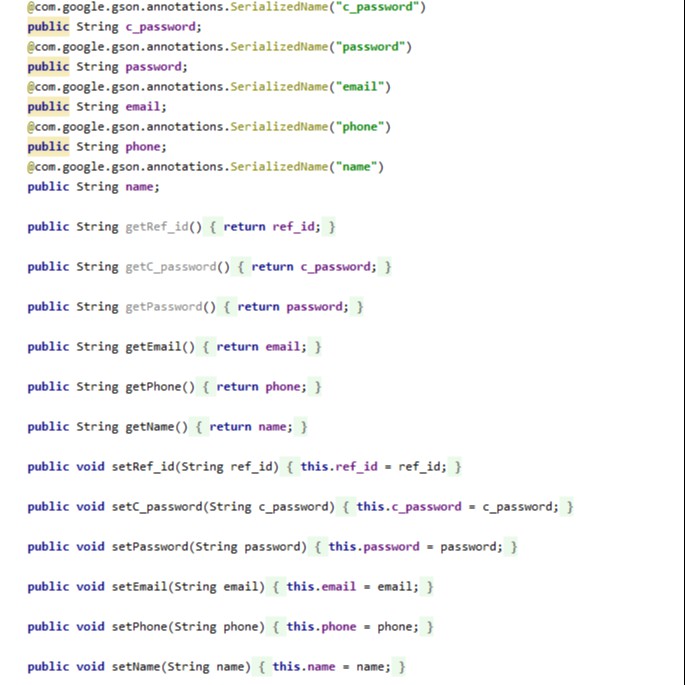 @com.google.gson.annotations.SerializedName("c_password")
public String c_password;
@com.google.gson.annotations.SerializedName("password")
public String password;
@com.google.gson.annotations.SerializedName("email")
public String email;
@com.google.gson.annotations.SerializedName("phone")
public String phone;
@com.google.gson.annotations.SerializedName("name")
public String name;
public String getRef_id() { return ref_id; }
public String getC_password() { return c_password; }
public String getPassword() { return password; }
public String getEmail() { return email; }
public String getPhone() { return phone; }
public String getName() { return name; }
public void setRef_id(String ref_id) { this.ref_id = ref_id; }
public void setC_password(String c_password) { this.c_password = c_password; }
public void setPassword(String password) { this.password = password; }
public void setEmail(String email) { this.email = email; }
public void setPhone(String phone) { this.phone = phone; }
public void setName(String name) { this.name = name; }